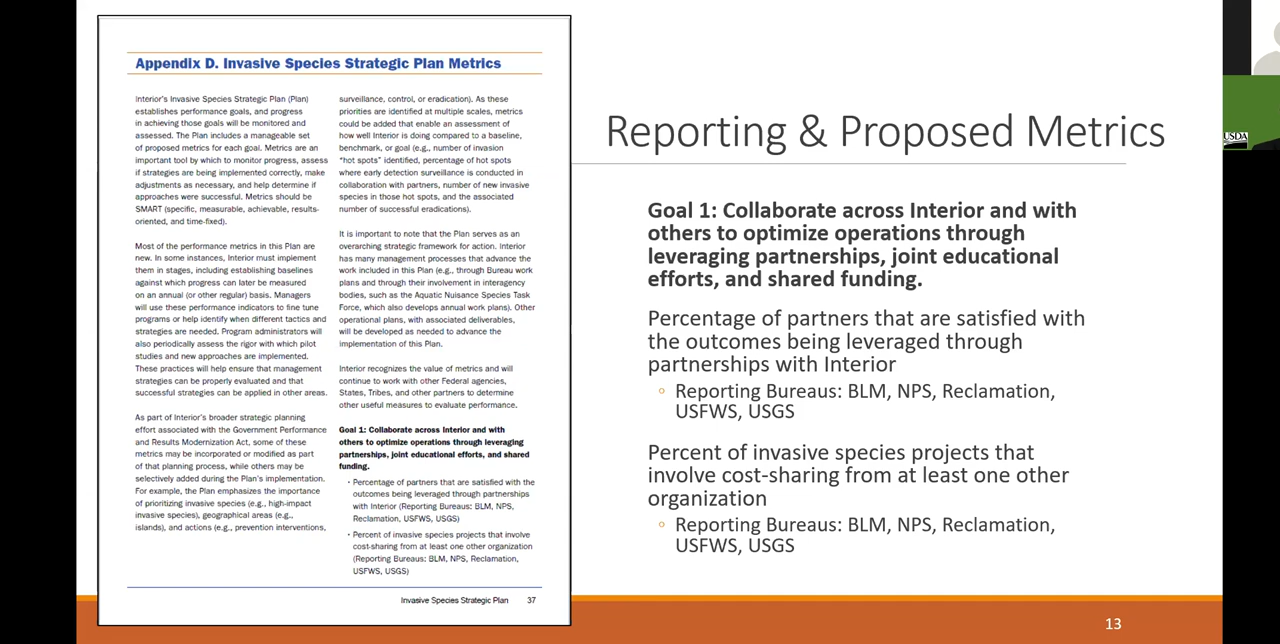 Appendix D. Invasive Species Strategic Plan Metrics
Interior's Invasive Species Strategic Plan (Plan)
establishes performance goals, and progress
in achieving those goals will be monitored and
assessed. The Plan includes a manageable set
of proposed metrics for each goal. Metrics are an
important tool by which to monitor progress, assess
if strategies are being implemented correctly, make
adjustments as necessary, and help determine if
approaches were successful. Metrics should be
SMART (specific, measurable, achievable, results-
oriented, and time-fixed).
Most of the performance metrics in this Plan are
new. In some instances, Interior must implement
them in stages, including establishing baselines
against which progress can later be measured
on an annual (or other regular) basis. Managers
will use these performance indicators to fine tune
programs or help identify when different tactics and
strategies are needed. Program administrators will
also periodically assess the rigor with which pilot
studies and new approaches are implemented.
These practices will help ensure that management
strategies can be properly evaluated and that
successful strategies can be applied in other areas.
As part of Interior's broader strategic planning
effort associated with the Government Performance
and Results Modernization Act, some of these
metrics may be incorporated or modified as part
of that planning process, while others may be
selectively added during the Plan's implementation.
For example, the Plan emphasizes the importance
of prioritizing invasive species (e.g., high-impact
invasive species), geographical areas (e.g.,
islands), and actions (e.g., prevention interventions,
surveillance, control, or eradication). As these
priorities are identified at multiple scales, metrics
could be added that enable an assessment of
how well Interior is doing compared to a baseline,
benchmark, or goal (e.g., number of invasion
"hot spots" identified, percentage of hot spots
where early detection surveillance is conducted in
collaboration with partners, number of new invasive
species in those hot spots, and the associated
number of successful eradications).
It is important to note that the Plan serves as an
overarching strategic framework for action. Interior
has many management processes that advance the
work included in this Plan (e.g., through Bureau work
plans and through their involvement in interagency
bodies, such as the Aquatic Nuisance Species Task
Force, which also develops annual work plans). Other
operational plans, with associated deliverables,
will be developed as needed to advance the
implementation of this Plan.
Interior recognizes the value of metrics and will
continue to work with other Federal agencies,
States, Tribes, and other partners to determine
other useful measures to evaluate performance.
Goal 1: Collaborate across Interior and with
others to optimize operations through leveraging
partnerships, joint educational efforts, and shared
funding.
• Percentage of partners that are satisfied with the
outcomes being leveraged through partnerships
with Interior (Reporting Bureaus: BLM, NPS,
Reclamation, USFWS, USGS)
• Percent of invasive species projects that involve
cost-sharing from at least one other organization
(Reporting Bureaus: BLM, NPS, Reclamation,
USFWS, USGS)
Invasive Species Strategic Plan 37
Reporting & Proposed Metrics
Goal 1: Collaborate across Interior and with
others to optimize operations through
leveraging partnerships, joint educational
efforts, and shared funding.
Percentage of partners that are satisfied with
the outcomes being leveraged through
partnerships with Interior
◦ Reporting Bureaus: BLM, NPS, Reclamation,
USFWS, USGS
Percent of invasive species projects that
involve cost-sharing from at least one other
organization
◦ Reporting Bureaus: BLM, NPS, Reclamation,
USFWS, USGS
13
USDA